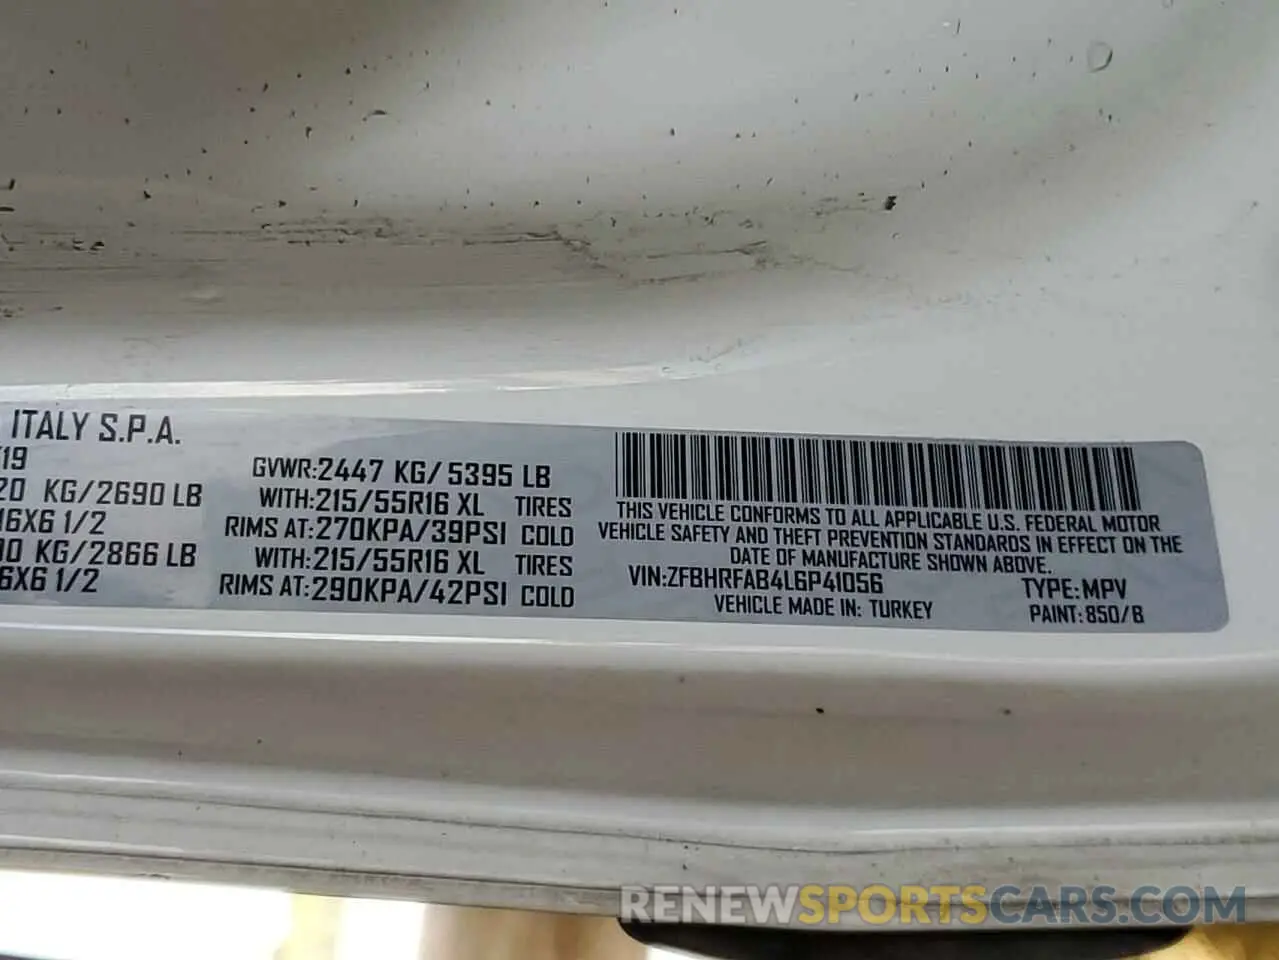 ITALY S.P.A.
19
20 KG/2690 LB
16X6 1/2
KG/2866 LB
6X6 1/2
GVWR:2447 KG/5395 LB
WITH:215/55R16 XL TIRES
RIMS AT:270KPA/39PSI COLD
WITH:215/55R16 XL TIRES
RIMS AT:290KPA/42PSI COLD
THIS VEHICLE CONFORMS TO ALL APPLICABLE U.S. FEDERAL MOTOR
VEHICLE SAFETY AND THEFT PREVENTION STANDARDS IN EFFECT ON THE
DATE OF MANUFACTURE SHOWN ABOVE.
VIN:ZFBHRFAB4L6P41056 TYPE:MPV
VEHICLE MADE IN: TURKEY PAINT:850/B
RENEWSPORTSCARS.COM